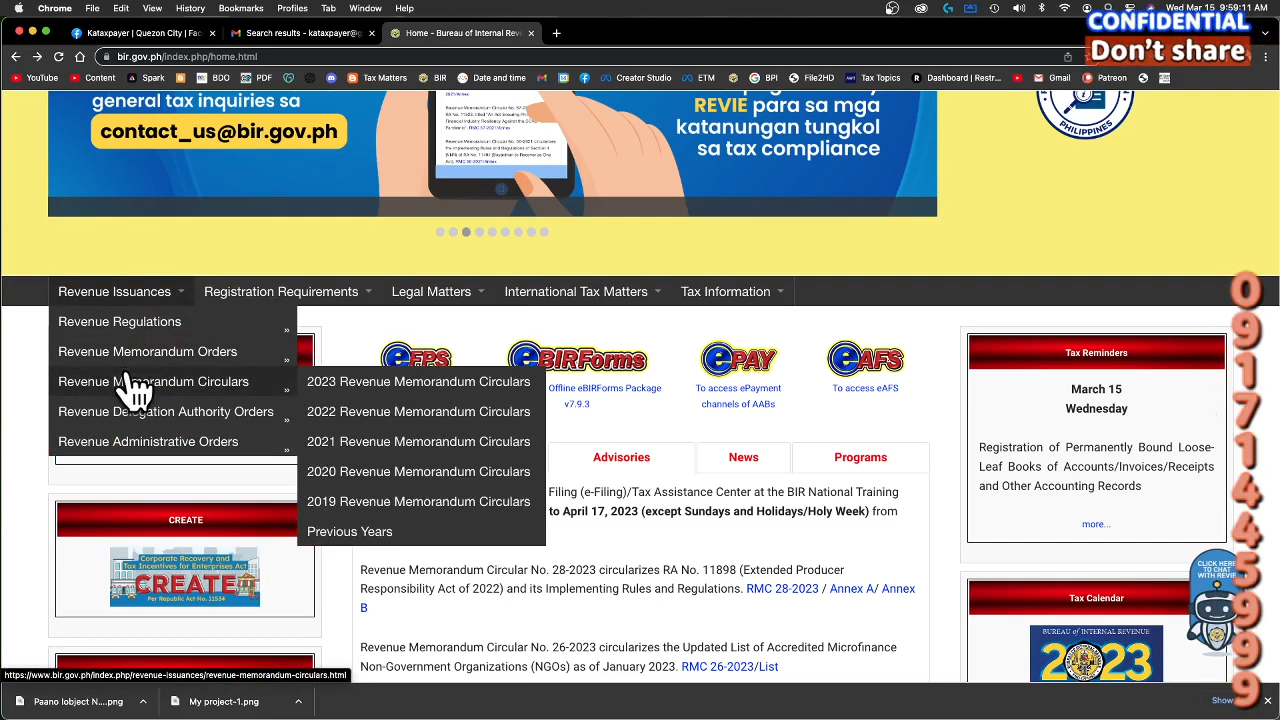 Chrome File Edit View History Bookmarks Profiles Tab Window Help
Wed Mar 15 9:59:11 AM
CONFIDENTIAL
Don't share
Kataxpayer | Quezon City | Fac
Search results - kataxpayer@g
Home - Bureau of Internal Reve
bir.gov.ph/index.php/home.html
YouTube Content Spark BIR BDO PDF Tax Matters BIR Date and time ETM Creator Studio ETM BPI File2HD Tax Topics Dashboard | Restr... Gmail Patreon
general tax inquiries sa
contact_us@bir.gov.ph
REVIE para sa mga
katanungan tungkol
sa tax compliance
PHILIPPINES
Revenue Issuances
Registration Requirements
Legal Matters
International Tax Matters
Tax Information
Revenue Regulations »
Revenue Memorandum Orders »
Revenue Memorandum Circulars »
Revenue Delegation Authority Orders »
Revenue Administrative Orders »
2023 Revenue Memorandum Circulars
2022 Revenue Memorandum Circulars
2021 Revenue Memorandum Circulars
2020 Revenue Memorandum Circulars
2019 Revenue Memorandum Circulars
Previous Years
eFPS
eBIRForms
ePAY
eAFS
Offline eBIRForms Package
v7.9.3
To access ePayment
channels of AABs
To access eAFS
Advisories
News
Programs
Filing (e-Filing)/Tax Assistance Center at the BIR National Training
to April 17, 2023 (except Sundays and Holidays/Holy Week) from
Revenue Memorandum Circular No. 28-2023 circularizes RA No. 11898 (Extended Producer
Responsibility Act of 2022) and its Implementing Rules and Regulations. RMC 28-2023 / Annex A/ Annex
B
Revenue Memorandum Circular No. 26-2023 circularizes the Updated List of Accredited Microfinance
Non-Government Organizations (NGOs) as of January 2023. RMC 26-2023/List
CREATE
Corporate Recovery and
Tax Incentives for Enterprises Act
CREATE
Per Republic Act No. 11534
Tax Reminders
March 15
Wednesday
Registration of Permanently Bound Loose-
Leaf Books of Accounts/Invoices/Receipts
and Other Accounting Records
more...
CLICK HERE
TO CHAT
WITH REVIE
Tax Calendar
BUREAU of INTERNAL REVENUE
2023
09171459999
https://www.bir.gov.ph/index.php/revenue-issuances/revenue-memorandum-circulars.html
Paano Iobject N....png
My project-1.png
Show